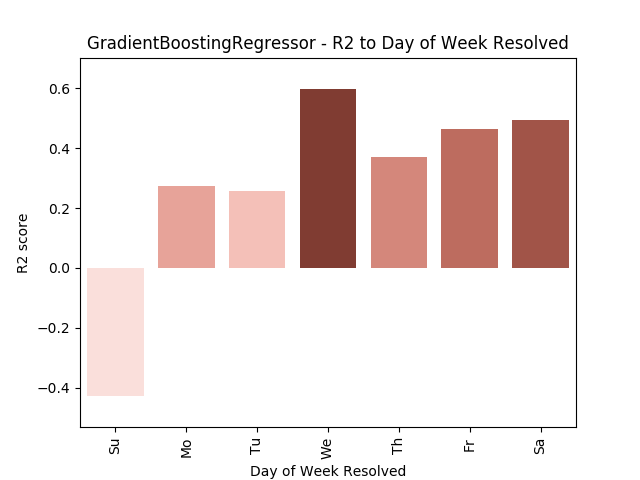 GradientBoostingRegressor - R2 to Day of Week Resolved
0.6
0.4
0.2
0.0
−0.2
−0.4
R2 score
Su
Mo
Tu
We
Th
Fr
Sa
Day of Week Resolved